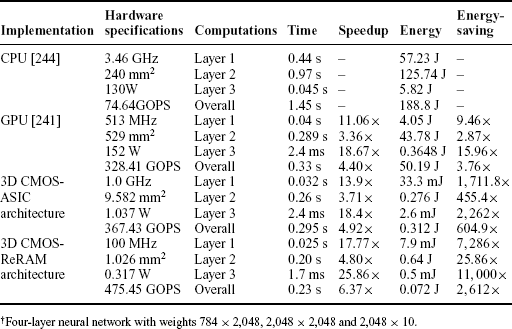 Implementation Hardware specifications Computations Time Speedup Energy Energy-saving
CPU [244] 3.46 GHz Layer 1 0.44 s – 57.23 J –
240 mm² Layer 2 0.97 s – 125.74 J –
130W Layer 3 0.045 s – 5.82 J –
74.64GOPS Overall 1.45 s – 188.8 J –
GPU [241] 513 MHz Layer 1 0.04 s 11.06× 4.05 J 9.46×
529 mm² Layer 2 0.289 s 3.36× 43.78 J 2.87×
152 W Layer 3 2.4 ms 18.67× 0.3648 J 15.96×
328.41 GOPS Overall 0.33 s 4.40× 50.19 J 3.76×
3D CMOS- 1.0 GHz Layer 1 0.032 s 13.9× 33.3 mJ 1,711.8×
ASIC 9.582 mm² Layer 2 0.26 s 3.71× 0.276 J 455.4×
architecture 1.037 W Layer 3 2.4 ms 18.4× 2.6 mJ 2,262×
367.43 GOPS Overall 0.295 s 4.92× 0.312 J 604.9×
3D CMOS- 100 MHz Layer 1 0.025 s 17.77× 7.9 mJ 7,286×
ReRAM 1.026 mm² Layer 2 0.20 s 4.80× 0.64 J 25.86×
architecture 0.317 W Layer 3 1.7 ms 25.86× 0.5 mJ 11,000×
475.45 GOPS Overall 0.23 s 6.37× 0.072 J 2,612×
†Four-layer neural network with weights 784 × 2,048, 2,048 × 2,048 and 2,048 × 10.